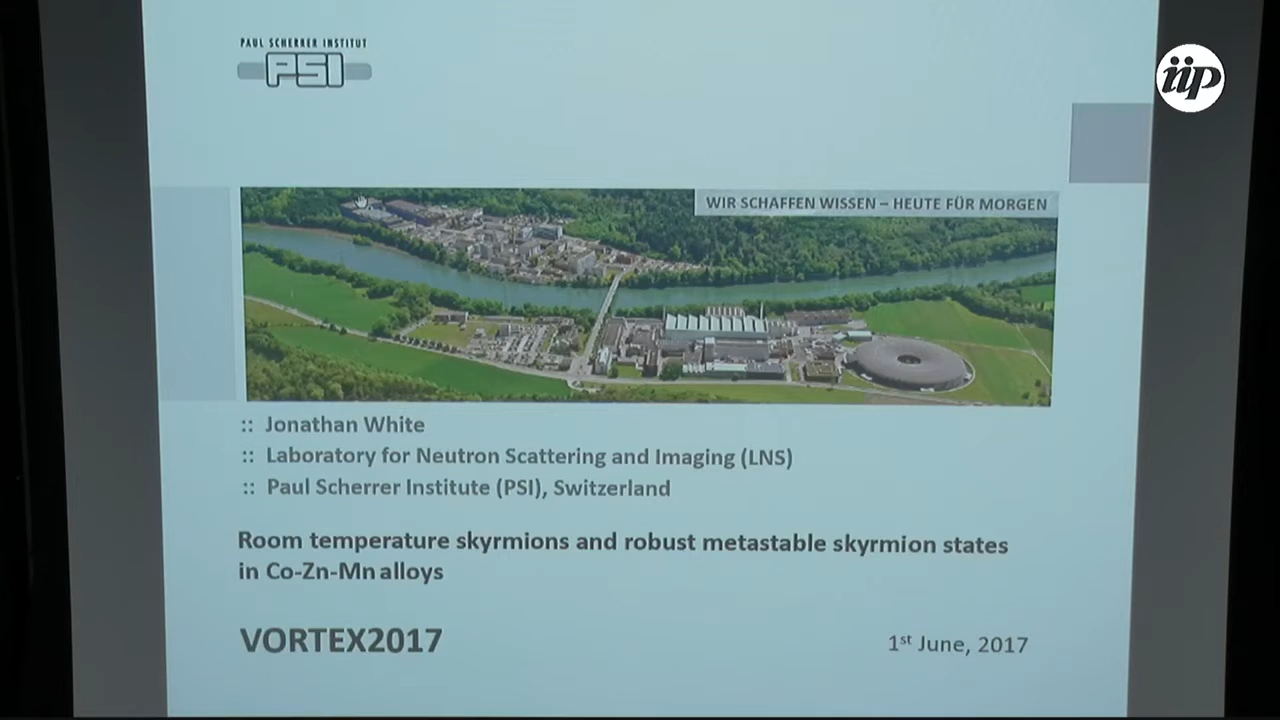 PAUL SCHERRER INSTITUT
PSI
iip
WIR SCHAFFEN WISSEN – HEUTE FÜR MORGEN
:: Jonathan White
:: Laboratory for Neutron Scattering and Imaging (LNS)
:: Paul Scherrer Institute (PSI), Switzerland
Room temperature skyrmions and robust metastable skyrmion states
in Co-Zn-Mn alloys
VORTEX2017
1st June, 2017